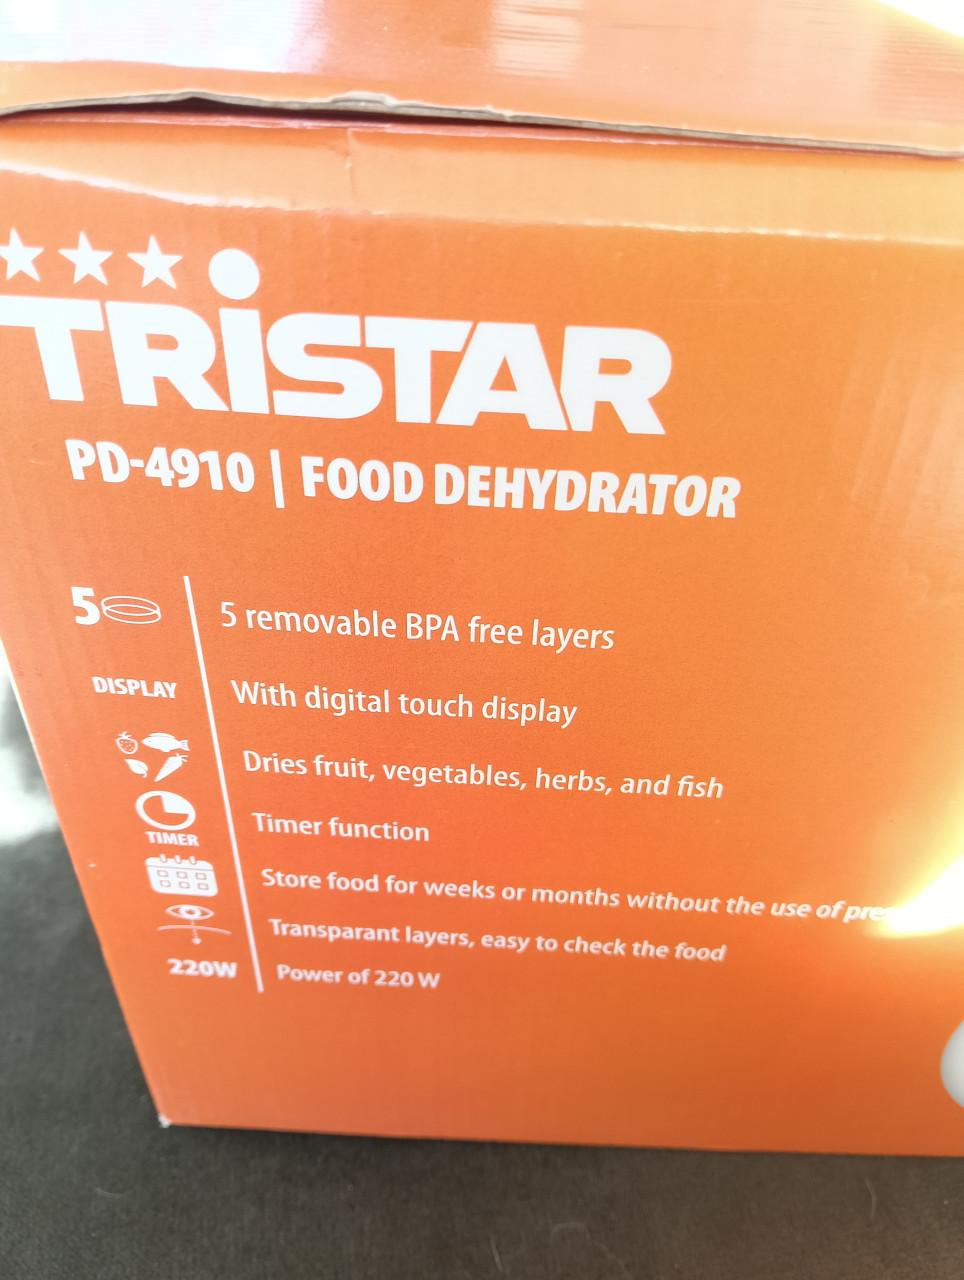 TRiSTAR
PD-4910 | FOOD DEHYDRATOR
5 5 removable BPA free layers
DISPLAY With digital touch display
Dries fruit, vegetables, herbs, and fish
TIMER Timer function
Store food for weeks or months without the use of
Transparant layers, easy to check the food
220W Power of 220 W